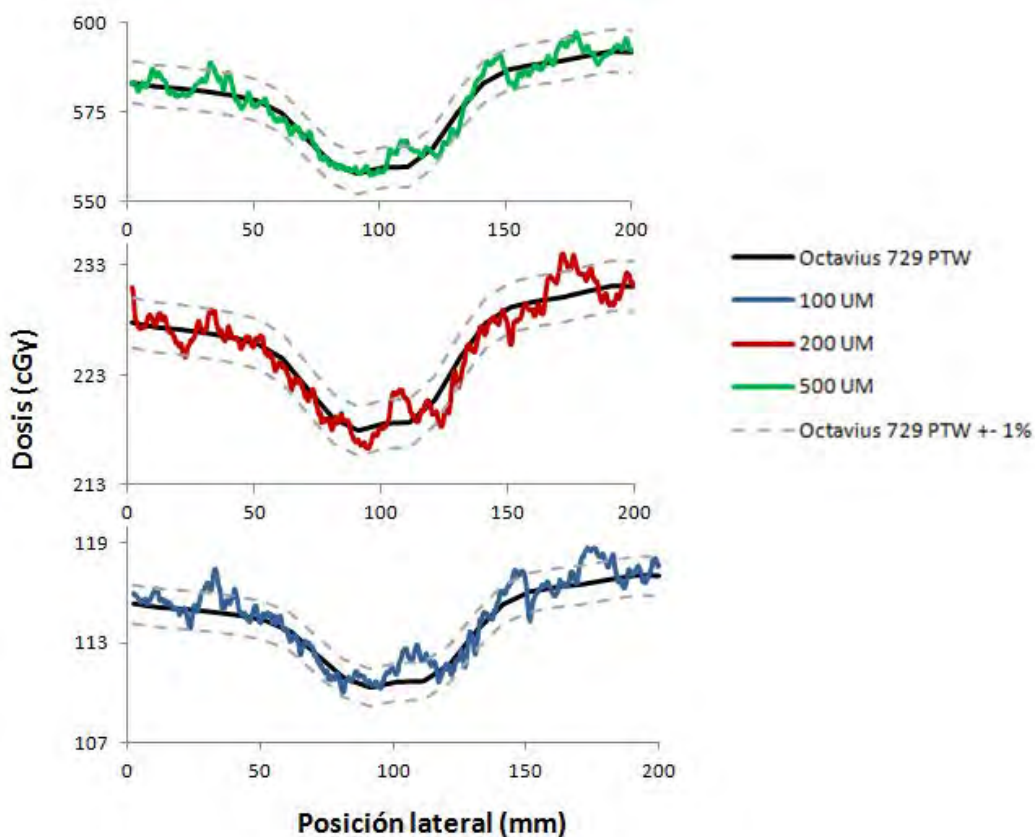 600
575
550
0 50 100 150 200
233
223
213
0 50 100 150 200
119
113
107
0 50 100 150 200
Dosis (cGy)
Posición lateral (mm)
Octavius 729 PTW
100 UM
200 UM
500 UM
Octavius 729 PTW +- 1%